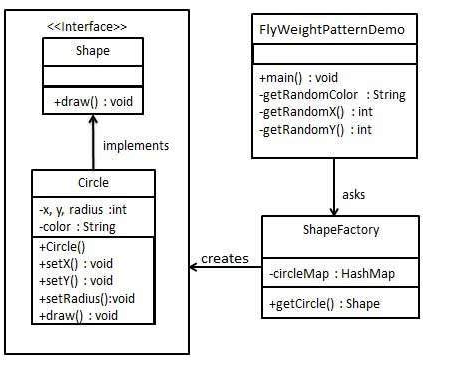 <<Interface>>
Shape
+draw() : void
implements
Circle
-x, y, radius :int
-color : String
+Circle()
+setX() : void
+setY() : void
+setRadius():void
+draw() : void
FlyWeightPatternDemo
+main() : void
-getRandomColor : String
-getRandomX() : int
-getRandomY() : int
asks
ShapeFactory
-circleMap : HashMap
+getCircle() : Shape
creates